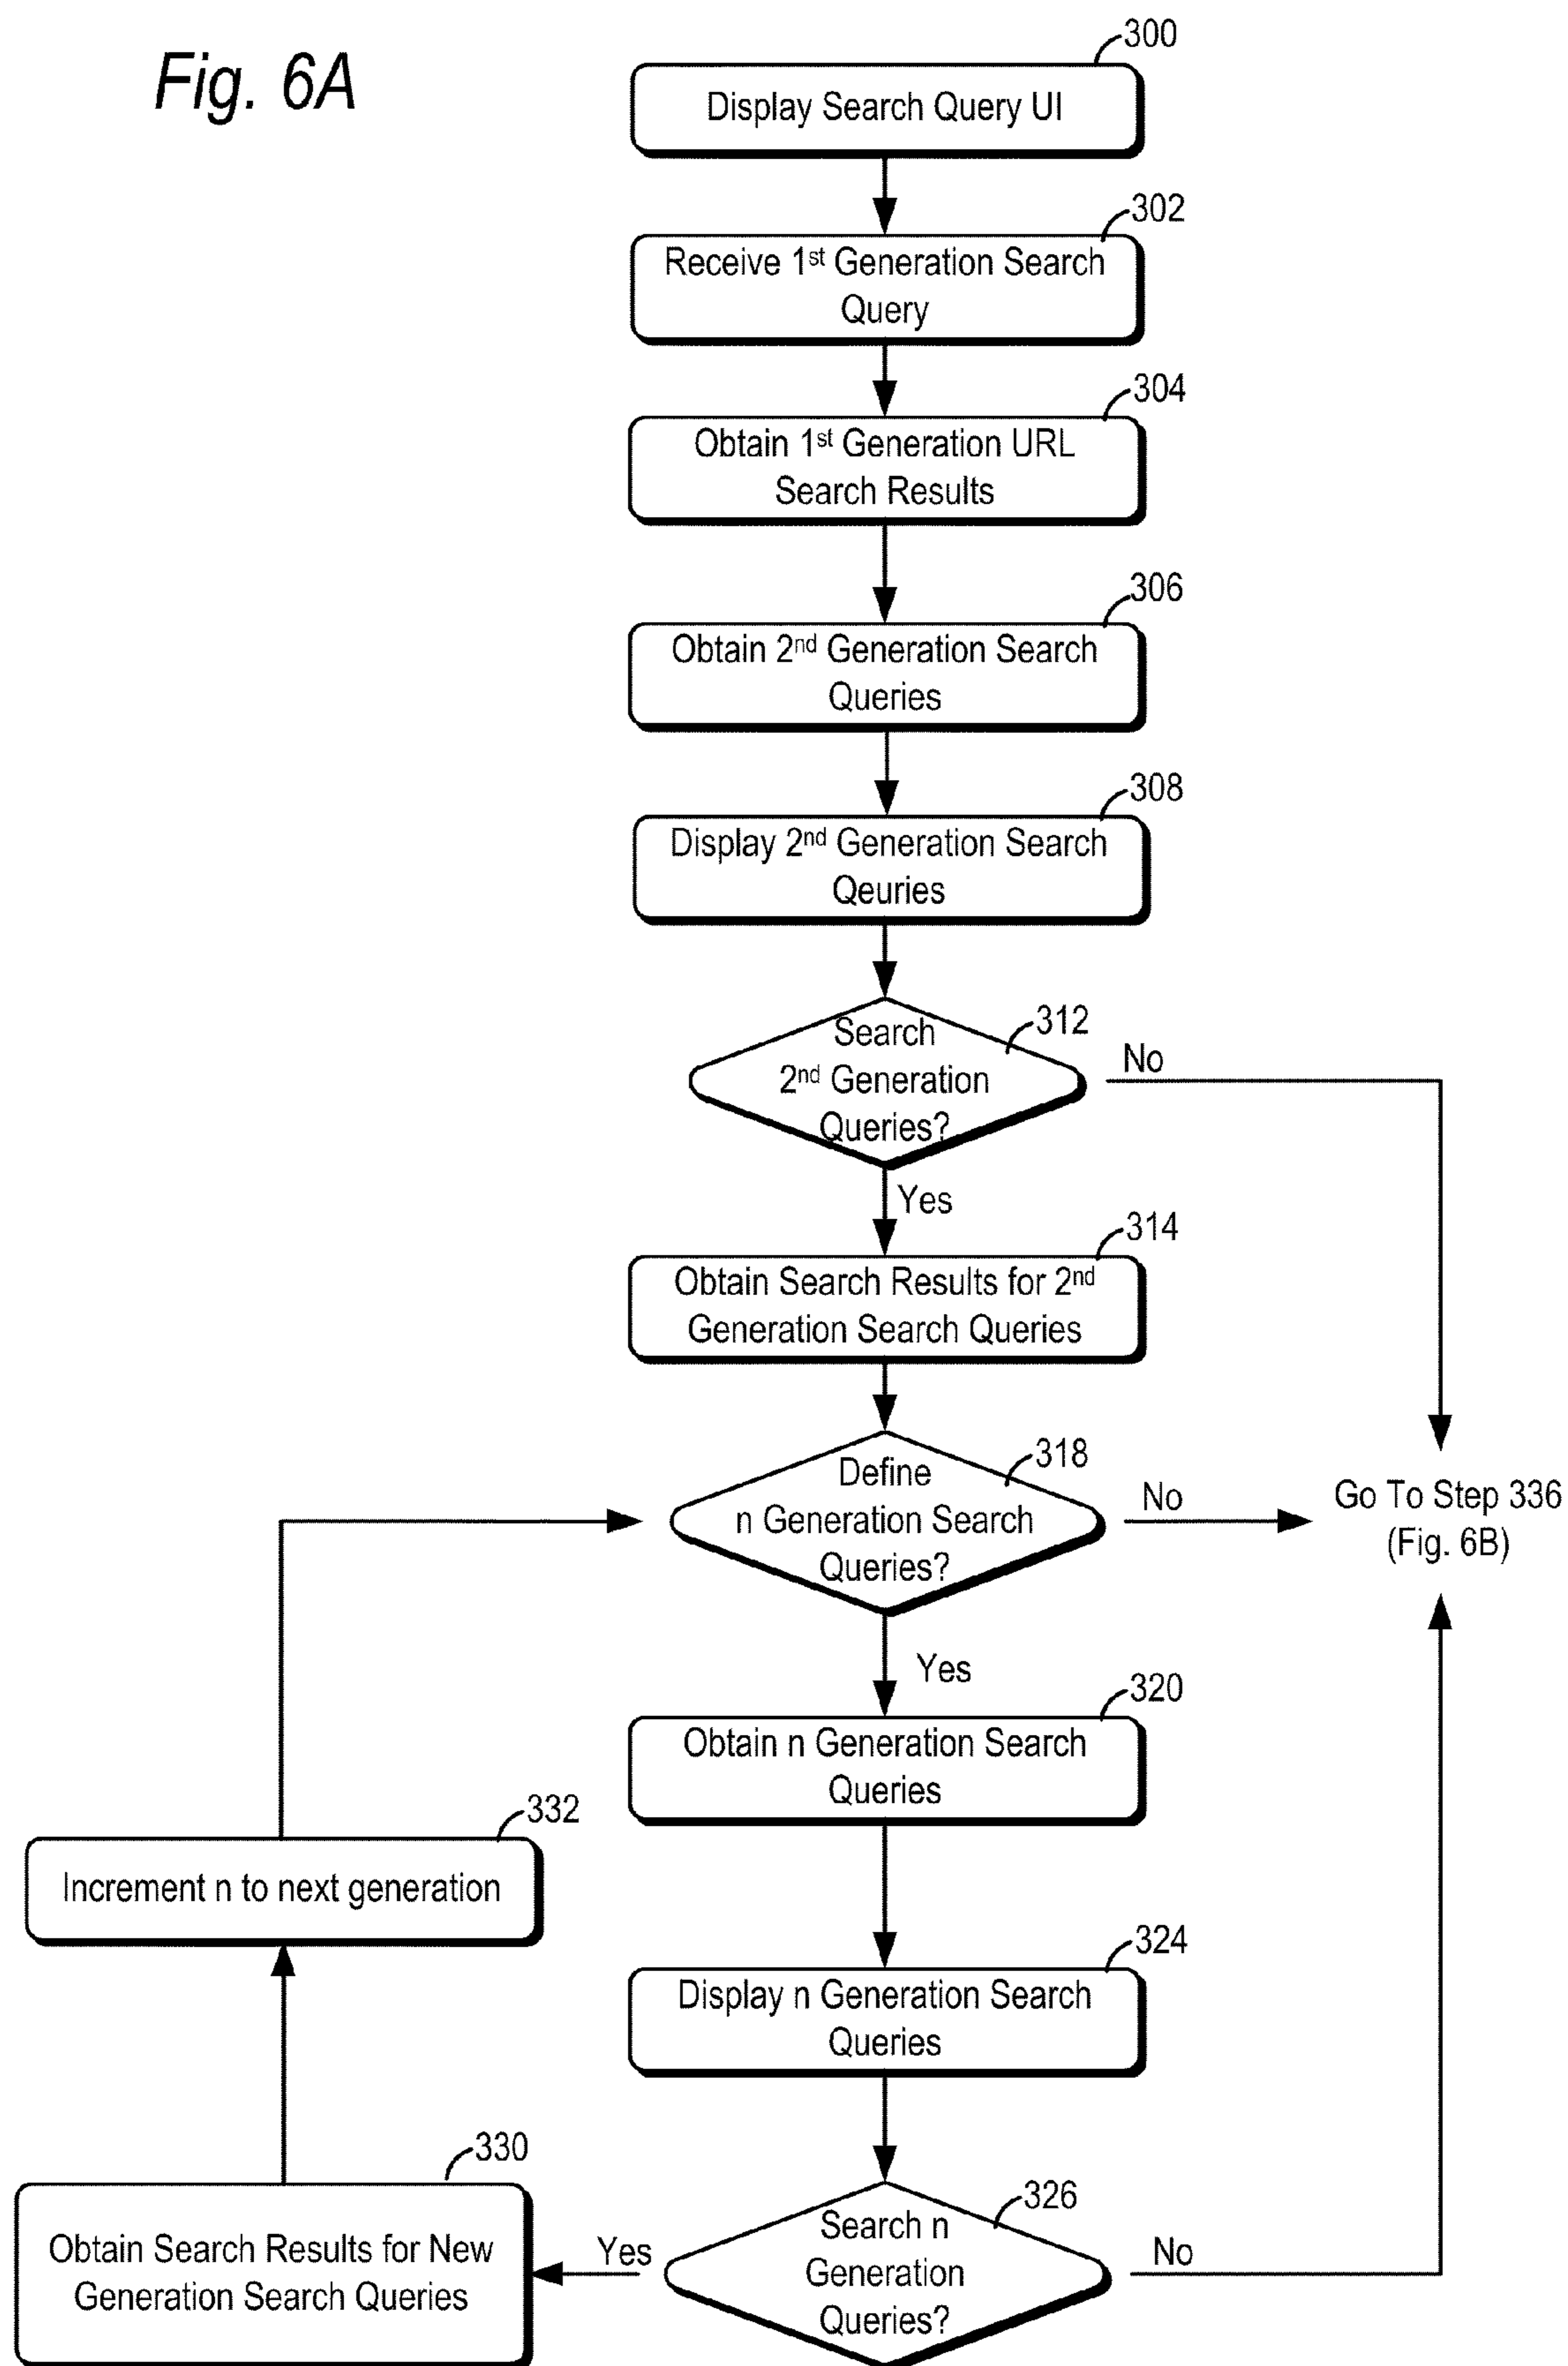 Fig. 6A
300
Display Search Query UI
302
Receive 1st Generation Search
Query
304
Obtain 1st Generation URL
Search Results
306
Obtain 2nd Generation Search
Queries
308
Display 2nd Generation Search
Qeuries
312
Search
2nd Generation
Queries?
No
Yes
314
Obtain Search Results for 2nd
Generation Search Queries
318
Define
n Generation Search
Queries?
No
Go To Step 336
(Fig. 6B)
Yes
320
Obtain n Generation Search
Queries
332
Increment n to next generation
324
Display n Generation Search
Queries
330
Obtain Search Results for New
Generation Search Queries
Yes
326
Search n
Generation
Queries?
No